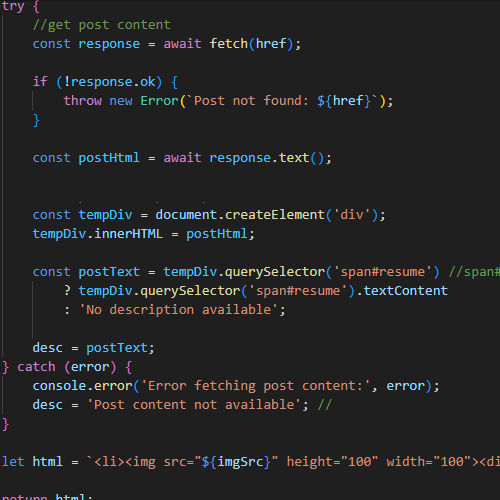 try {
//get post content
const response = await fetch(href);
if (!response.ok) {
throw new Error(`Post not found: ${href}`);
}
const postHtml = await response.text();
const tempDiv = document.createElement('div');
tempDiv.innerHTML = postHtml;
const postText = tempDiv.querySelector('span#resume') //span#
? tempDiv.querySelector('span#resume').textContent
: 'No description available';
desc = postText;
} catch (error) {
console.error('Error fetching post content:', error);
desc = 'Post content not available'; //
}
let html = `<li><img src="${imgSrc}" height="100" width="100"><di
return html;